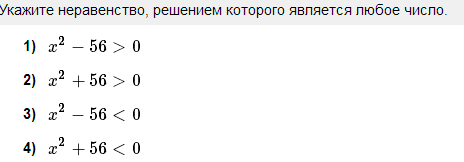 Укажите неравенство, решением которого является любое число.
1) x² − 56 > 0
2) x² + 56 > 0
3) x² − 56 < 0
4) x² + 56 < 0